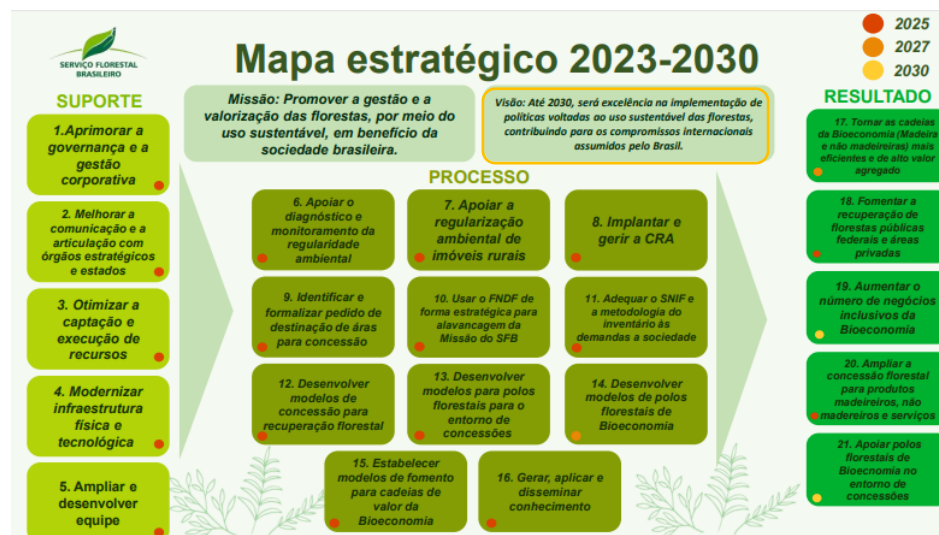 SERVIÇO FLORESTAL
BRASILEIRO
Mapa estratégico 2023-2030
2025
2027
2030
Missão: Promover a gestão e a
valorização das florestas, por meio do
uso sustentável, em benefício da
sociedade brasileira.
Visão: Até 2030, será excelência na implementação de
políticas voltadas ao uso sustentável das florestas,
contribuindo para os compromissos internacionais
assumidos pelo Brasil.
SUPORTE
1.Aprimorar a
governança e a
gestão
corporativa
2. Melhorar a
comunicação e a
articulação com
órgãos estratégicos
e estados
3. Otimizar a
captação e
execução de
recursos
4. Modernizar
infraestrutura
física e
tecnológica
5. Ampliar e
desenvolver
equipe
PROCESSO
6. Apoiar o
diagnóstico e
monitoramento da
regularidade
ambiental
7. Apoiar a
regularização
ambiental de
imóveis rurais
8. Implantar e
gerir a CRA
9. Identificar e
formalizar pedido de
destinação de áras
para concessão
10. Usar o FNDF de
forma estratégica para
alavancagem da
Missão do SFB
11. Adequar o SNIF e
a metodologia do
inventário às
demandas a sociedade
12. Desenvolver
modelos de
concessão para
recuperação florestal
13. Desenvolver
modelos para polos
florestais para o
entorno de
concessões
14. Desenvolver
modelos de polos
florestais de
Bioeconomia
15. Estabelecer
modelos de fomento
para cadeias de
valor da
Bioeconomia
16. Gerar, aplicar e
disseminar
conhecimento
RESULTADO
17. Tornar as cadeias
da Bioeconomia (Madeira
e não madeireiras) mais
eficientes e de alto valor
agregado
18. Fomentar a
recuperação de
florestas públicas
federais e áreas
privadas
19. Aumentar o
número de negócios
inclusivos da
Bioeconomia
20. Ampliar a
concessão florestal
para produtos
madeireiros, não
madereiros e serviços
21. Apoiar polos
florestais de
Bioecnomia no
entorno de
concessões